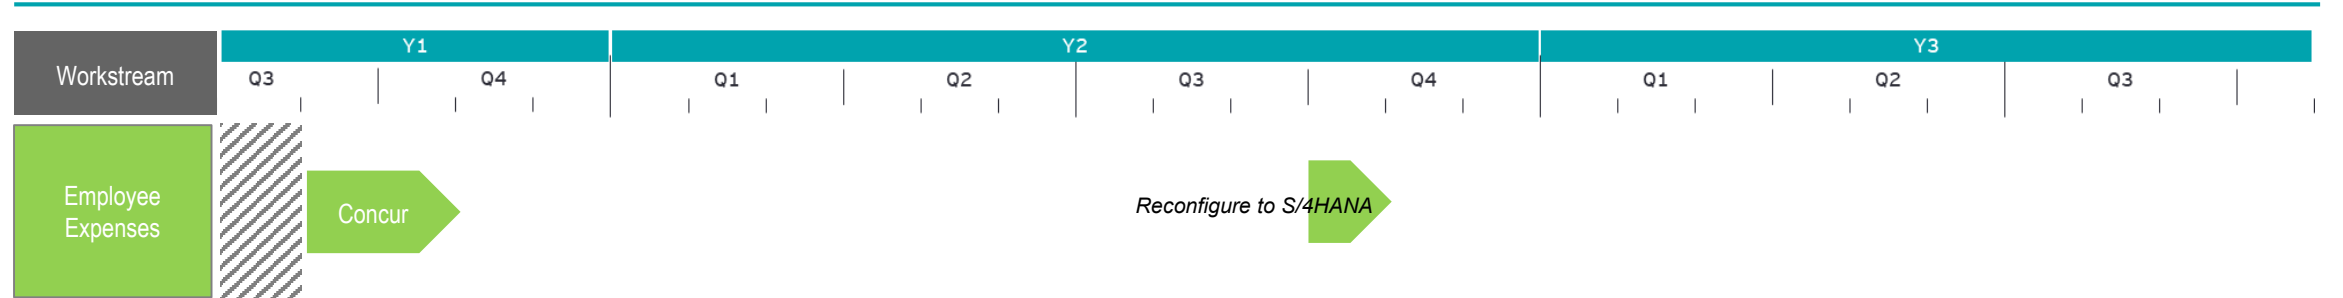 Workstream
Y1
Y2
Y3
Q3
Q4
Q1
Q2
Q3
Q4
Q1
Q2
Q3
Employee
Expenses
Concur
Reconfigure to S/4HANA